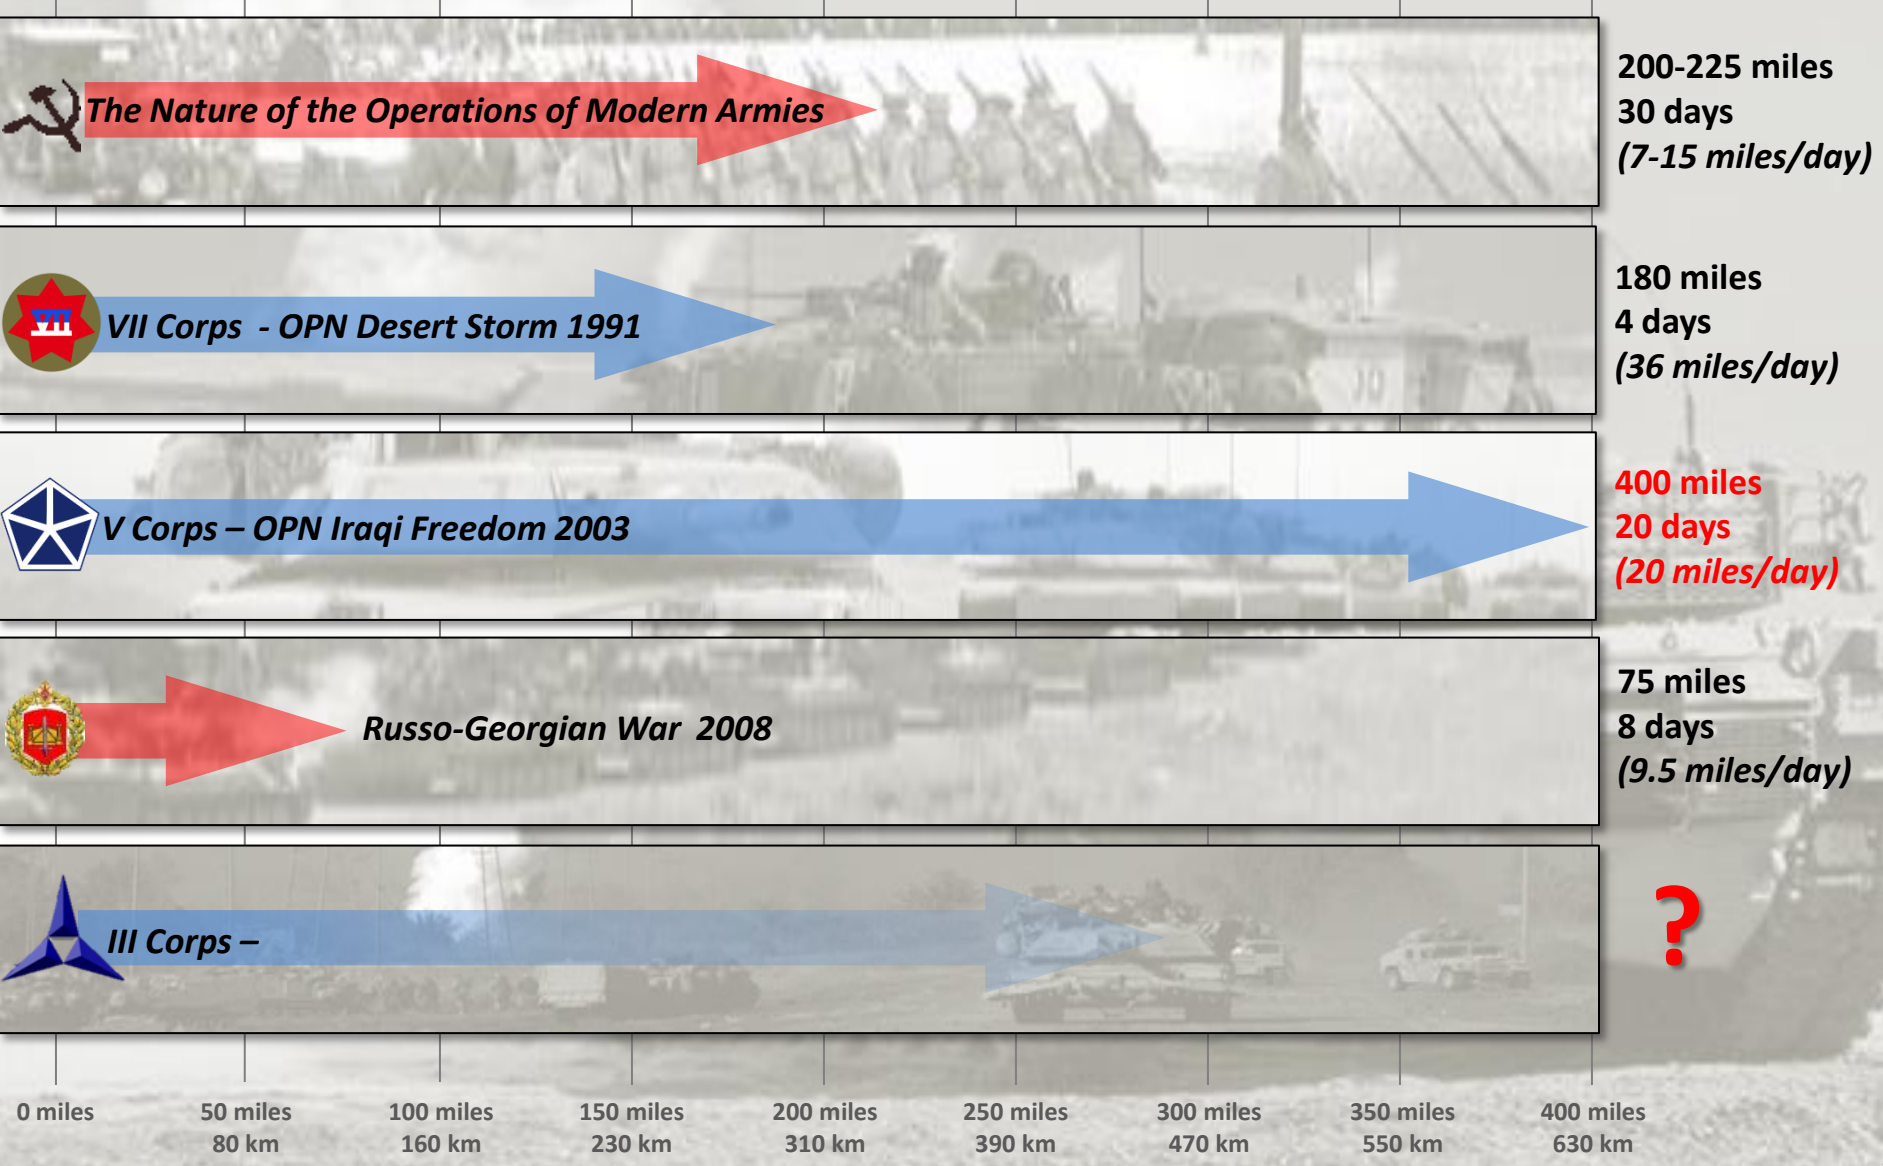 The Nature of the Operations of Modern Armies
200-225 miles
30 days
(7-15 miles/day)
VII
VII Corps - OPN Desert Storm 1991
180 miles
4 days
(36 miles/day)
V Corps – OPN Iraqi Freedom 2003
400 miles
20 days
(20 miles/day)
Russo-Georgian War 2008
75 miles
8 days
(9.5 miles/day)
III Corps –
?
0 miles 50 miles 100 miles 150 miles 200 miles 250 miles 300 miles 350 miles 400 miles
80 km 160 km 230 km 310 km 390 km 470 km 550 km 630 km